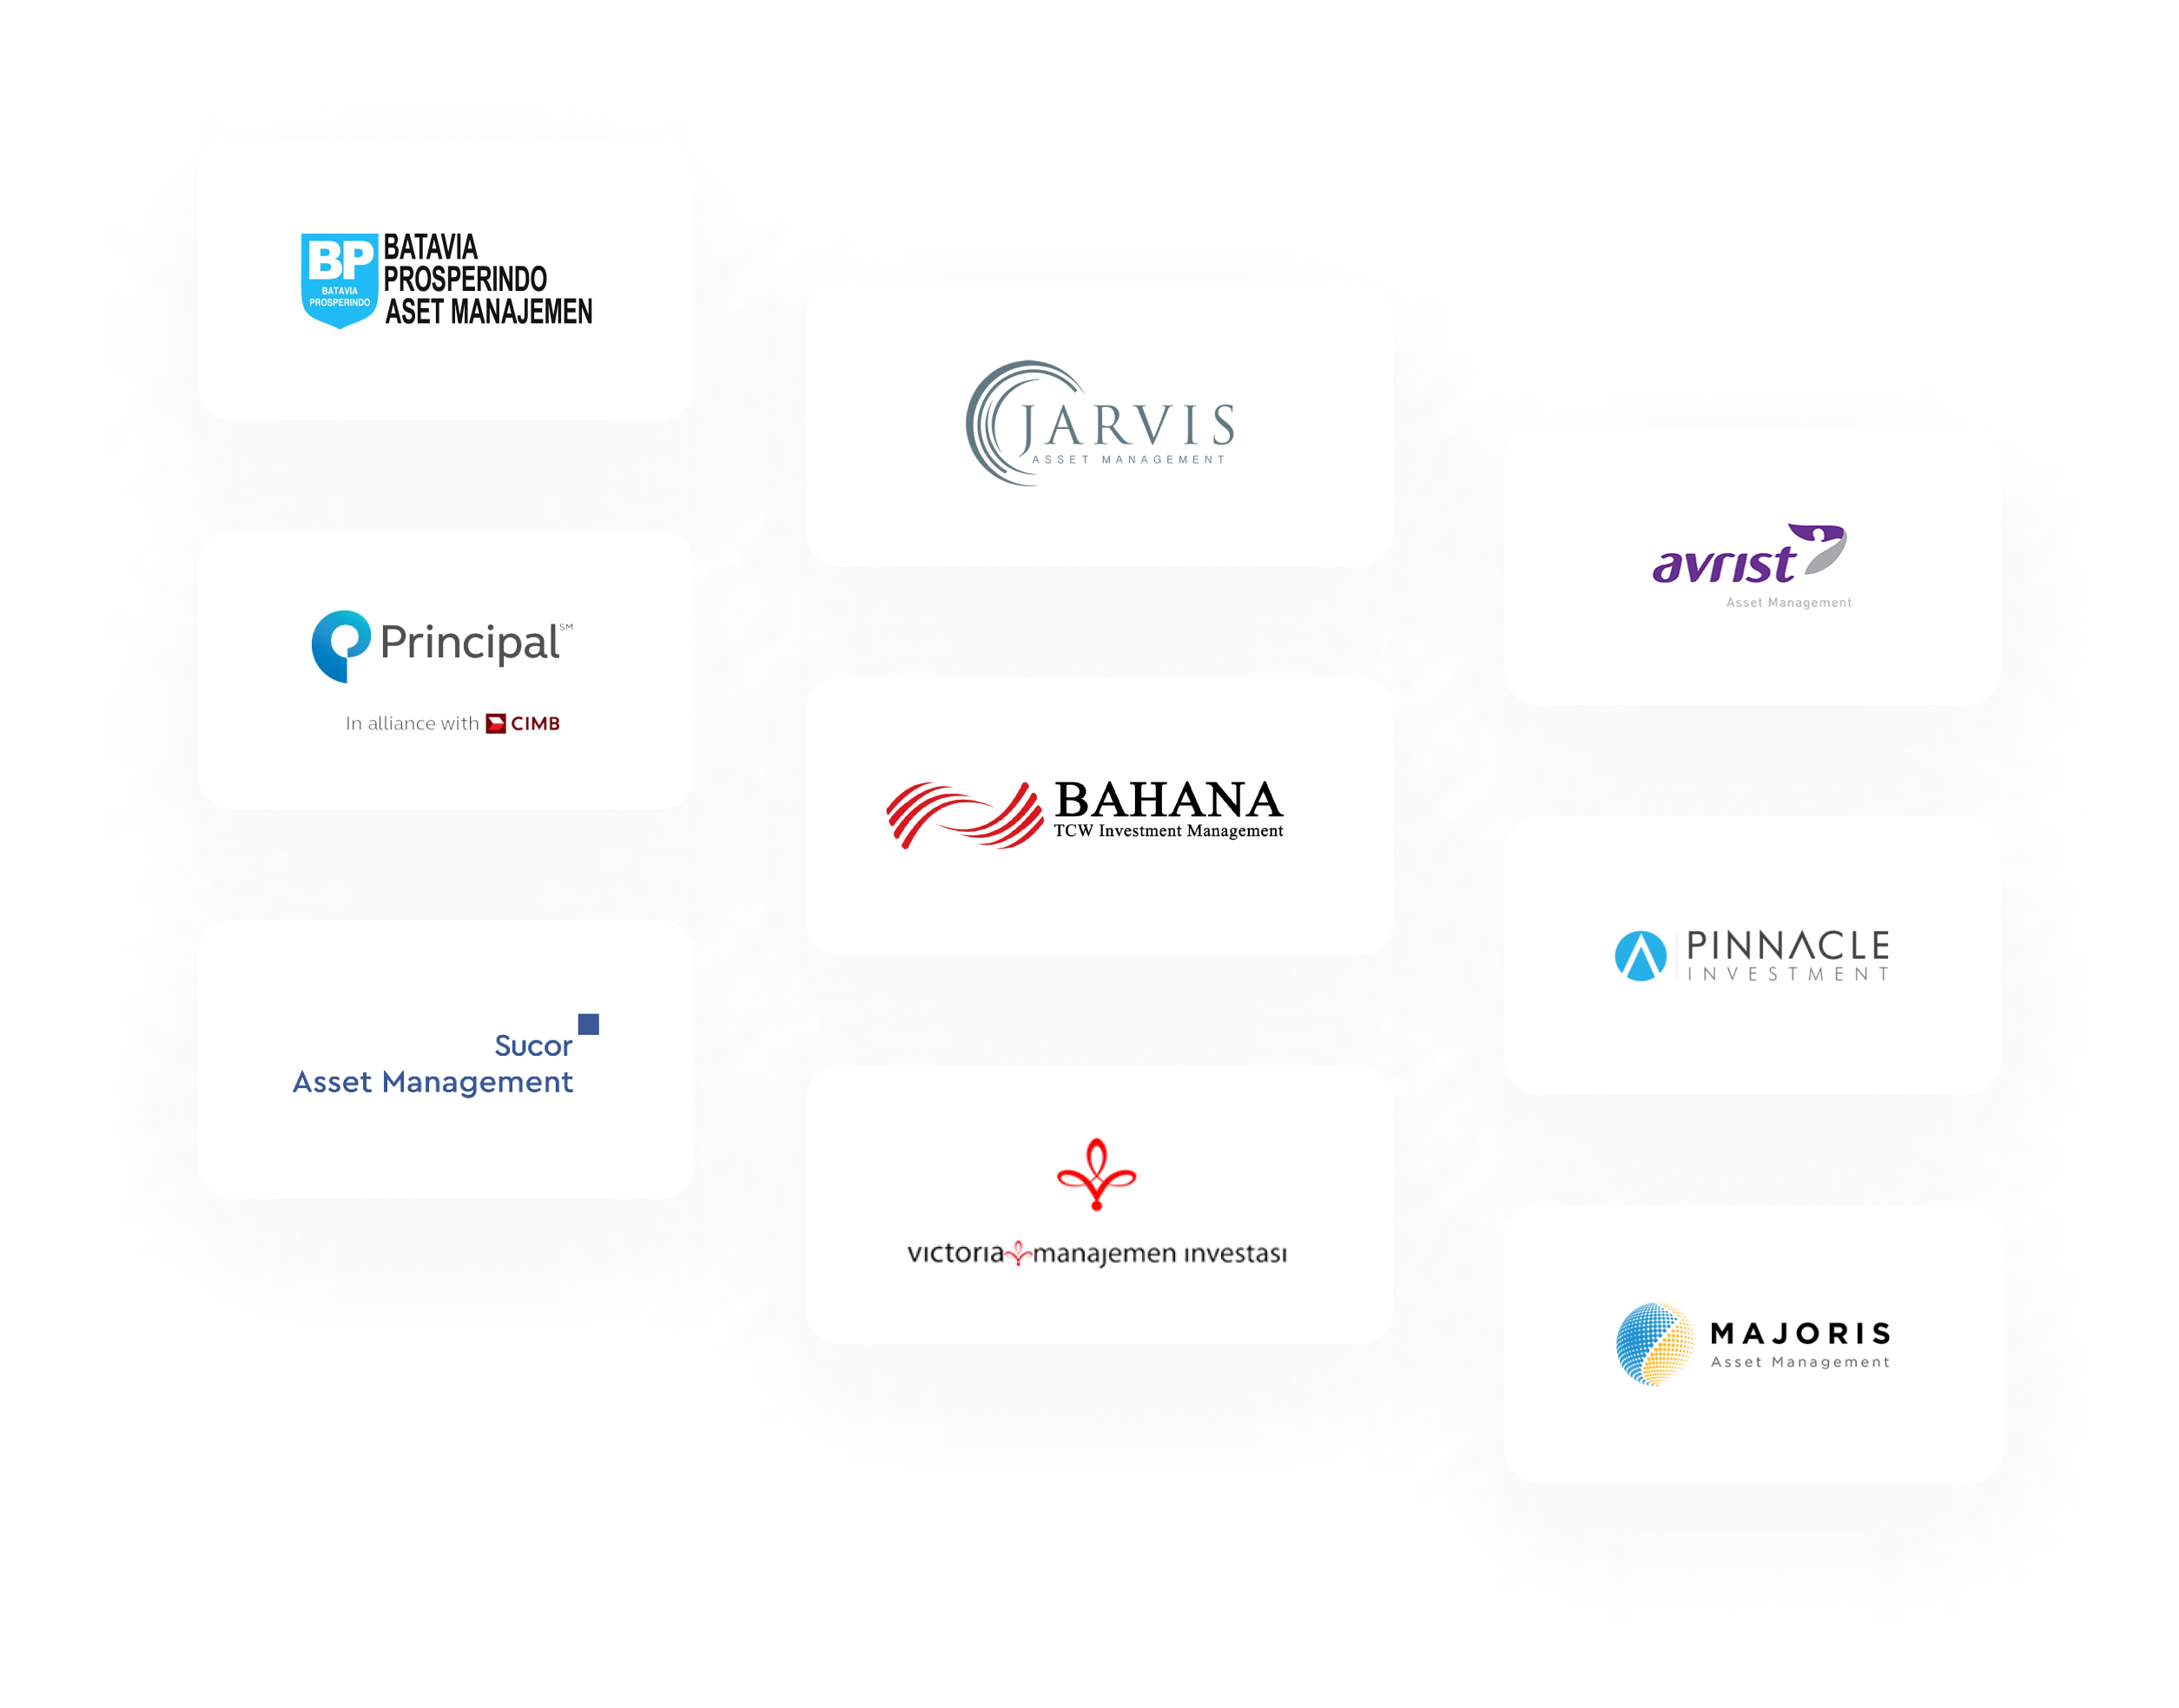 BP
BATAVIA
PROSPERINDO
BATAVIA
PROSPERINDO
ASET MANAJEMEN
Principal℠
In alliance with CIMB
Sucor
Asset Management
JARVIS
ASSET MANAGEMENT
BAHANA
TCW Investment Management
victoria manajemen investasi
avrist
Asset Management
PINNACLE
INVESTMENT
MAJORIS
Asset Management